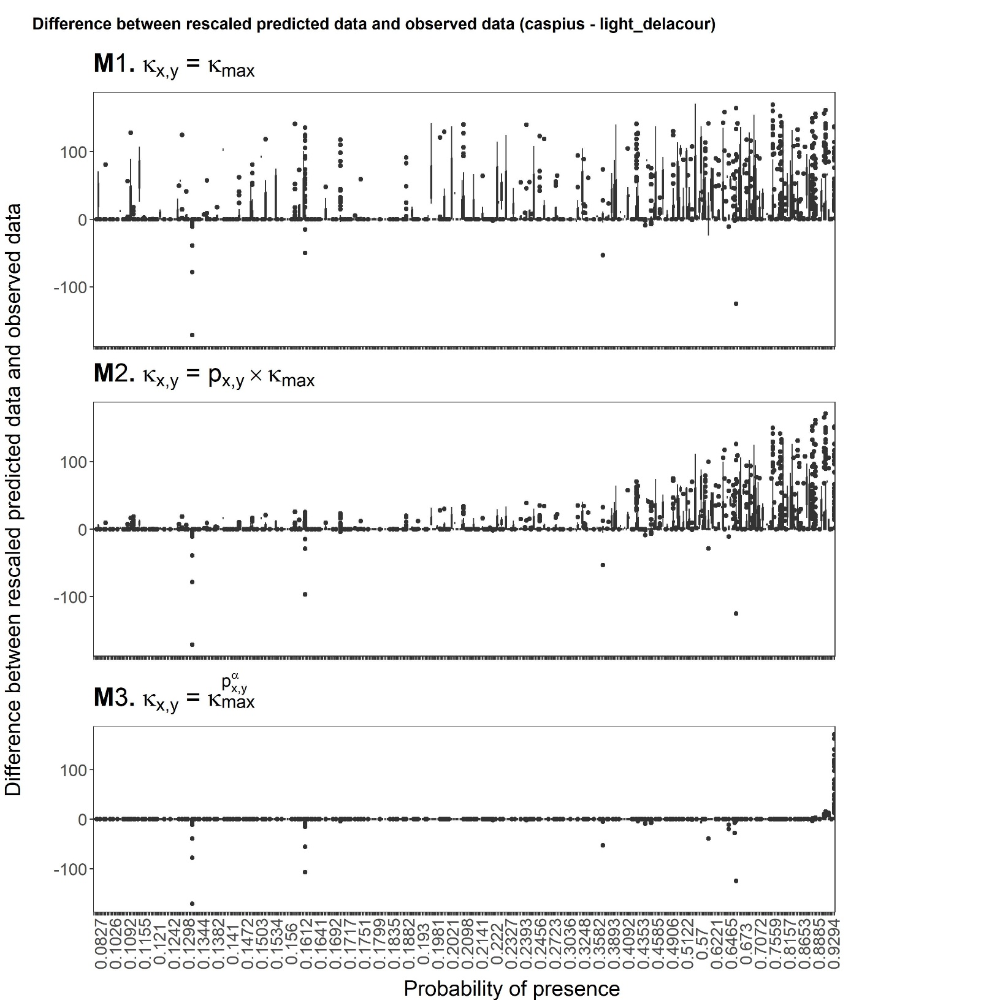 Difference between rescaled predicted data and observed data (caspius - light_delacour)
Difference between rescaled predicted data and observed data
M1. κx,y = κmax
100
0
-100
M2. κx,y = px,y × κmax
100
0
-100
M3. κx,y = κmax^px,y^α
100
0
-100
0.0827 0.1026 0.1092 0.1155 0.121 0.1242 0.1298 0.1344 0.1382 0.141 0.1472 0.1503 0.1534 0.156 0.1612 0.1641 0.1692 0.1717 0.1751 0.1799 0.1835 0.1882 0.193 0.1981 0.2021 0.2098 0.2141 0.222 0.2327 0.2393 0.2456 0.2723 0.3036 0.3248 0.3582 0.3893 0.4092 0.4353 0.4585 0.4906 0.5122 0.57 0.6221 0.6465 0.673 0.7072 0.7559 0.8157 0.8653 0.8885 0.9294
Probability of presence